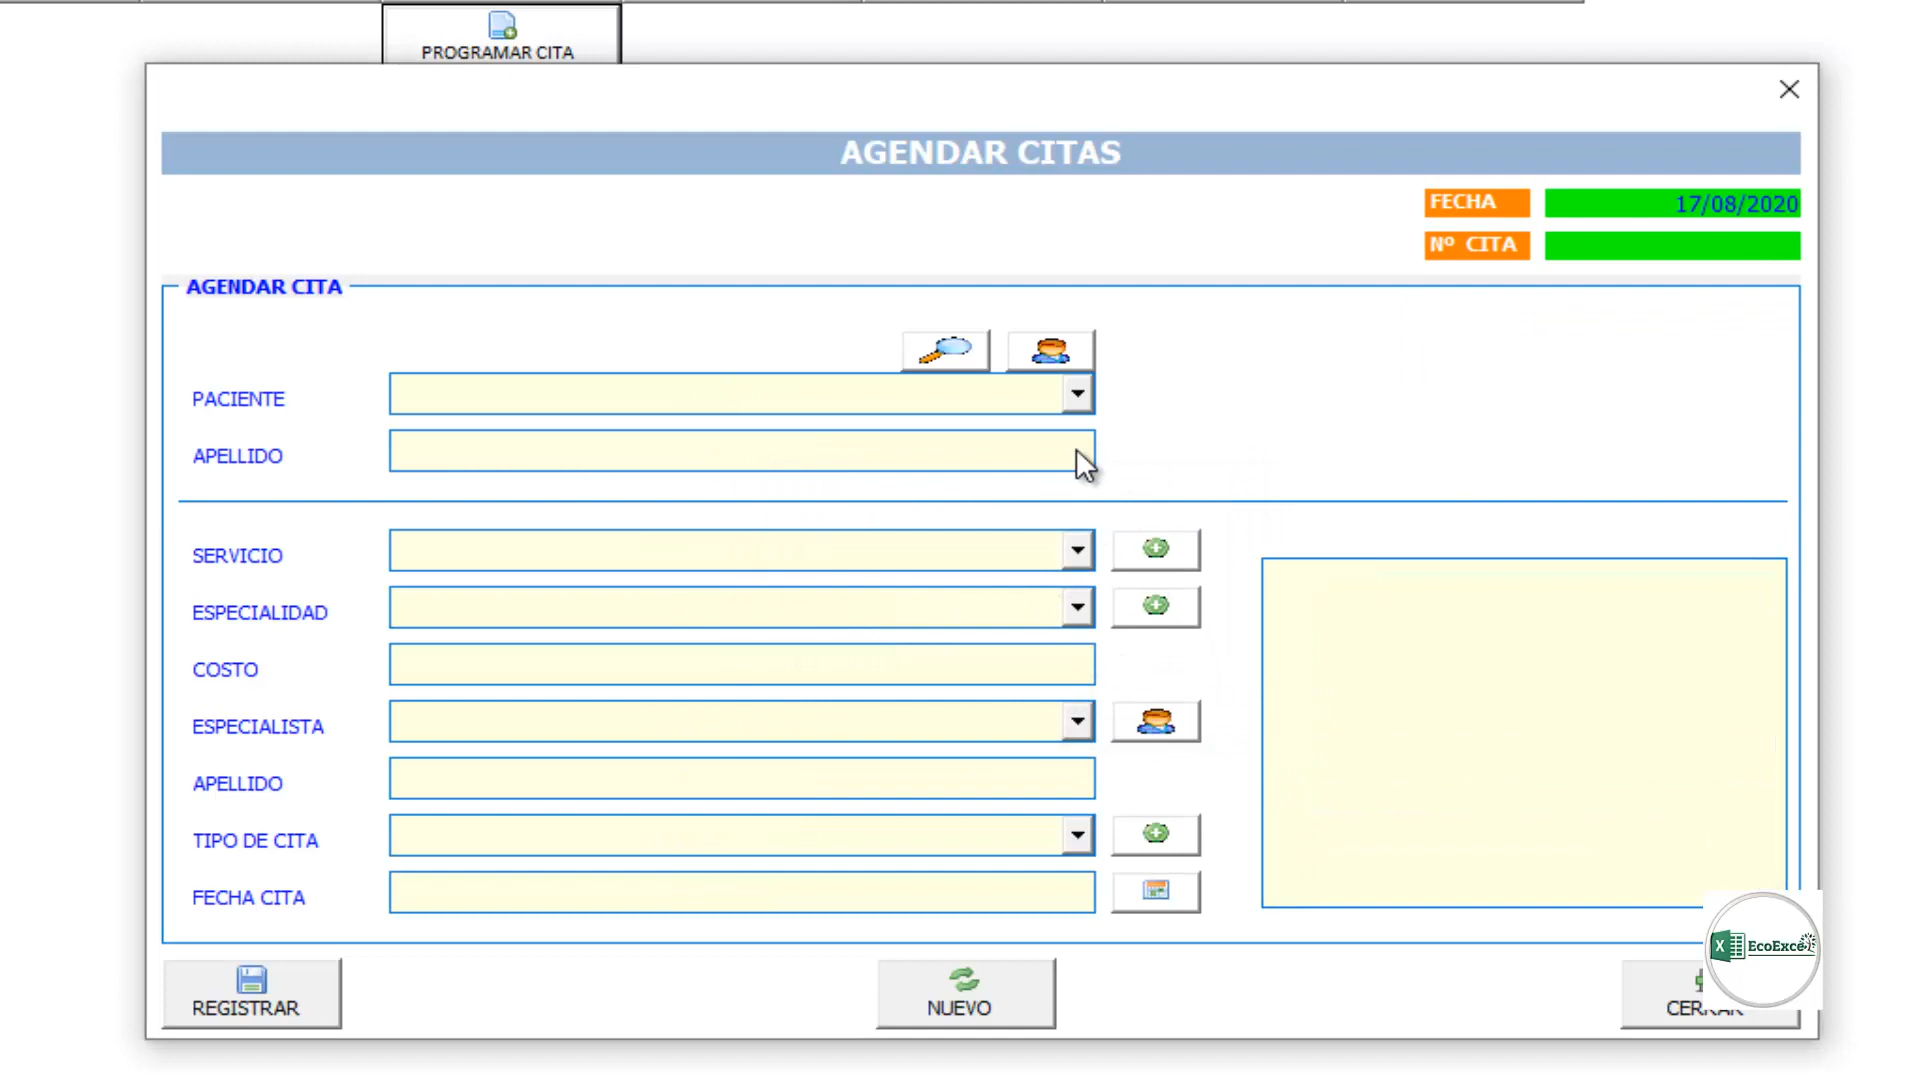 PROGRAMAR CITA
AGENDAR CITAS
FECHA 17/08/2020
Nº CITA
AGENDAR CITA
PACIENTE
APELLIDO
SERVICIO
ESPECIALIDAD
COSTO
ESPECIALISTA
APELLIDO
TIPO DE CITA
FECHA CITA
X EcoExcel
REGISTRAR
NUEVO
CERRAR